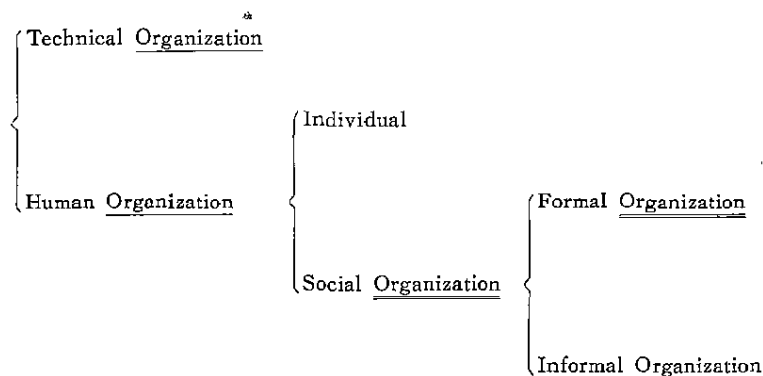 Technical Organization
Individual
Human Organization
Formal Organization
Social Organization
Informal Organization